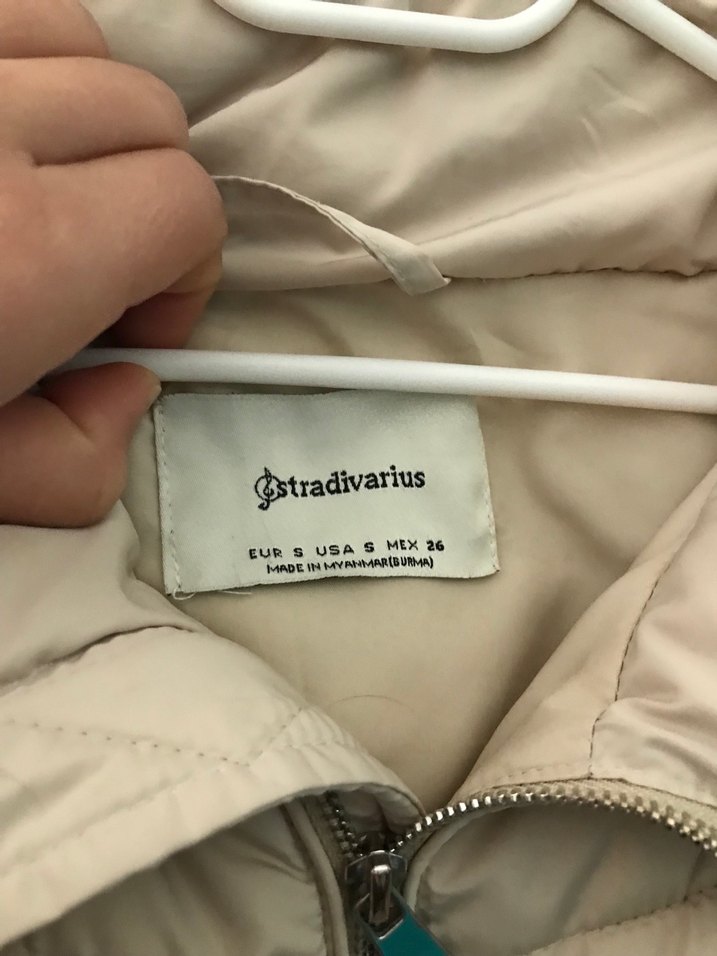 stradivarius
EUR S USA S MEX 26
MADE IN MYANMAR(BURMA)